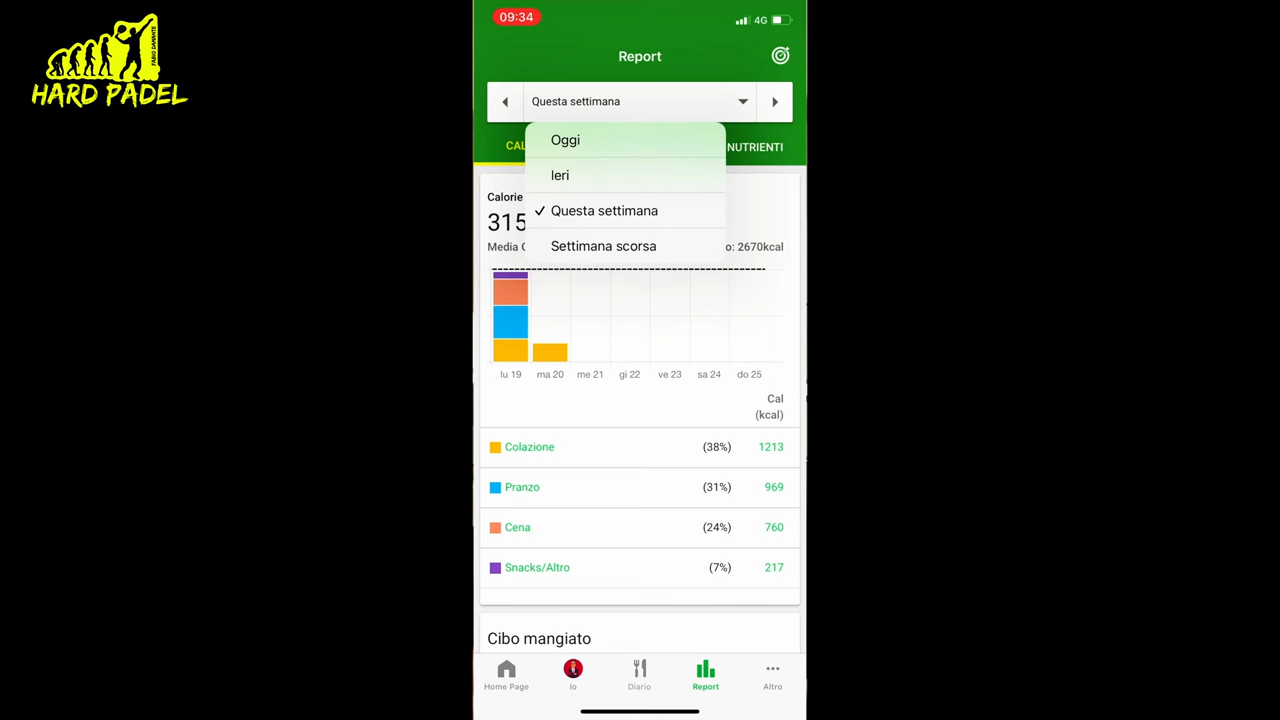 FABIO DAMANTE
HARD PADEL
09:34
4G
Report
Questa settimana
CAL
NUTRIENTI
Oggi
Ieri
Questa settimana
Settimana scorsa
Calorie
315
Media
o: 2670kcal
lu 19 ma 20 me 21 gi 22 ve 23 sa 24 do 25
Cal
(kcal)
Colazione (38%) 1213
Pranzo (31%) 969
Cena (24%) 760
Snacks/Altro (7%) 217
Cibo mangiato
Home Page Io Diario Report Altro